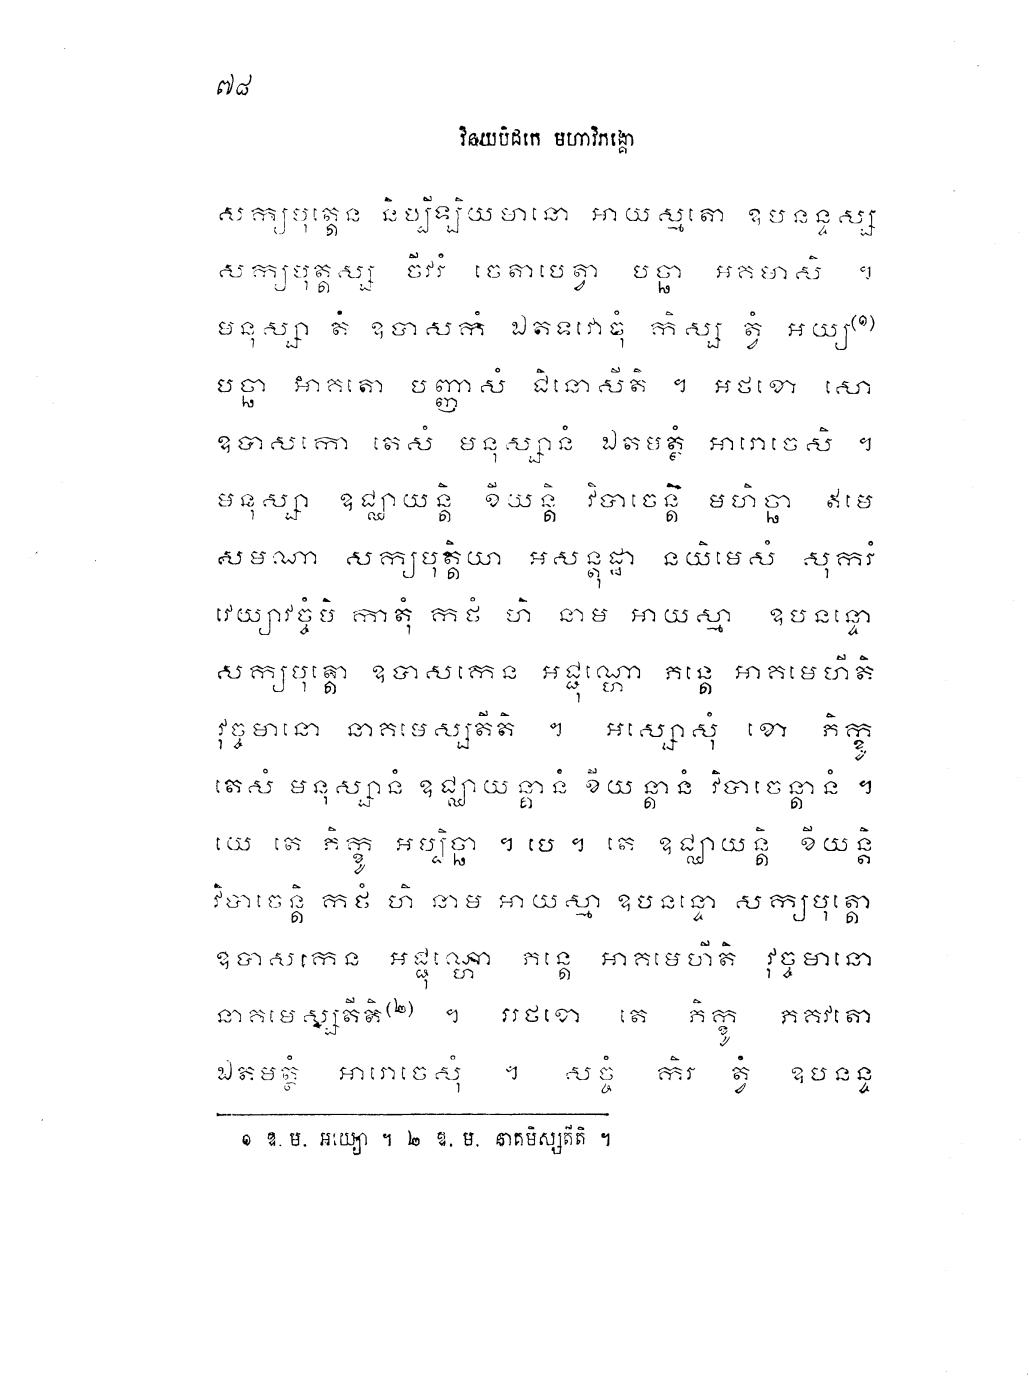 ៧៨
វិនយបិដកេ មហាវិភង្គោ
សក្យបុត្តេន និប្បីឡិយមានោ អាយស្មតោ ឧបនន្ទស្ស
សក្យបុត្តស្ស ចីវរំ ចេតាបេត្វា បច្ឆា អគមាសិ ។
មនុស្សា តំ ឧបាសកំ ឯតទវោចុំ កិស្ស ត្វំ អយ្យ(១)
បច្ឆា អាគតោ បញ្ញាសំ ជិនោសីតិ ។ អថខោ សោ
ឧបាសកោ តេសំ មនុស្សានំ ឯតមត្ថំ អារោចេសិ ។
មនុស្សា ឧជ្ឈាយន្តិ ខីយន្តិ វិបាចេន្តិ មហិច្ឆា ឥមេ
សមណា សក្យបុត្តិយា អសន្តុដ្ឋា នយិមេសំ សុករំ
វេយ្យាវច្ចំបិ កាតុំ កថំ ហិ នាម អាយស្មា ឧបនន្ទោ
សក្យបុត្តោ ឧបាសកេន អជ្ជុណ្ហោ ភន្តេ អាគមេហីតិ
វុច្ចមានោ នាគមេស្សតីតិ ។ អស្សោសុំ ខោ ភិក្ខូ
តេសំ មនុស្សានំ ឧជ្ឈាយន្តានំ ខីយន្តានំ វិបាចេន្តានំ ។
យេ តេ ភិក្ខូ អប្បិច្ឆា ។ បេ ។ តេ ឧជ្ឈាយន្តិ ខីយន្តិ
វិបាចេន្តិ កថំ ហិ នាម អាយស្មា ឧបនន្ទោ សក្យបុត្តោ
ឧបាសកេន អជ្ជុណ្ហោ ភន្តេ អាគមេហីតិ វុច្ចមានោ
នាគមេស្សតីតិ(២) ។ អថខោ តេ ភិក្ខូ ភគវតោ
ឯតមត្ថំ អារោចេសុំ ។ សច្ចំ កិរ ត្វំ ឧបនន្ទ
១ ឱ. ម. អយ្យោ ។ ២ ឱ. ម. នាគមិស្សតីតិ ។